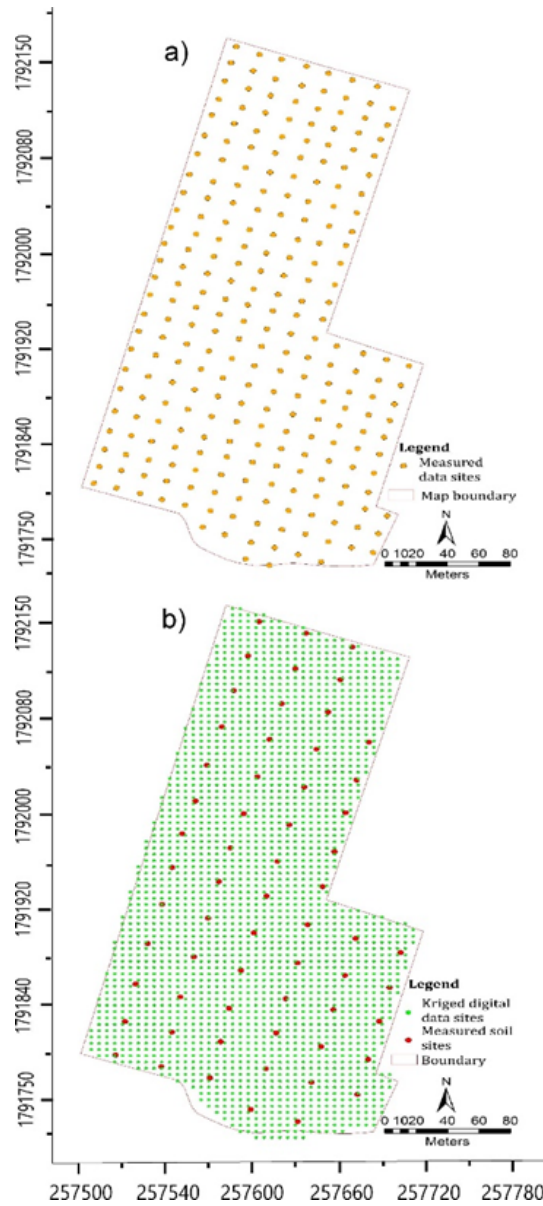 a)
1792150
1792080
1792000
1791920
1791840
1791750
Legend
Measured
data sites
Map boundary
N
0 1020 40 60 80
Meters
b)
1792150
1792080
1792000
1791920
1791840
1791750
Legend
Kriged digital
data sites
Measured soil
sites
Boundary
N
0 1020 40 60 80
Meters
257500 257540 257600 257660 257720 257780